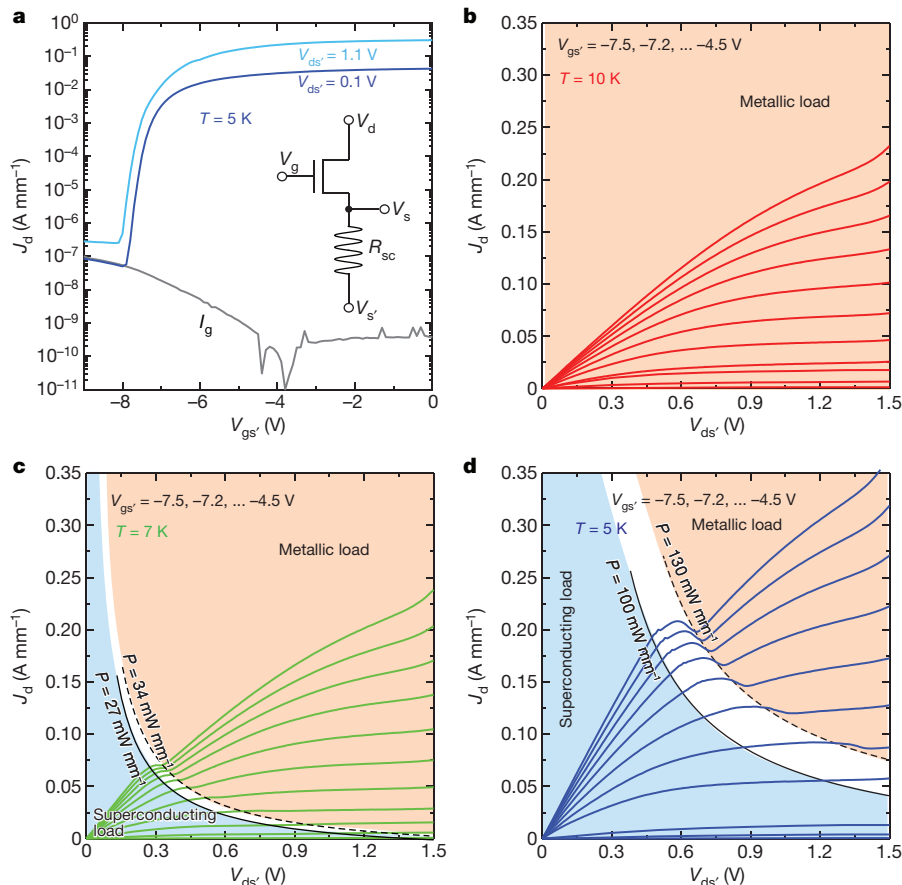 a
J_d (A mm⁻¹)
10⁰
10⁻¹
10⁻²
10⁻³
10⁻⁴
10⁻⁵
10⁻⁶
10⁻⁷
10⁻⁸
10⁻⁹
10⁻¹⁰
10⁻¹¹
V_ds′ = 1.1 V
V_ds′ = 0.1 V
T = 5 K
V_d
V_g
V_s
R_sc
V_s′
I_g
−8 −6 −4 −2 0
V_gs′ (V)
b
J_d (A mm⁻¹)
0.35
0.30
0.25
0.20
0.15
0.10
0.05
0
V_gs′ = −7.5, −7.2, ... −4.5 V
T = 10 K
Metallic load
0 0.3 0.6 0.9 1.2 1.5
V_ds′ (V)
c
J_d (A mm⁻¹)
0.35
0.30
0.25
0.20
0.15
0.10
0.05
0
V_gs′ = −7.5, −7.2, ... −4.5 V
T = 7 K
Metallic load
P = 34 mW mm⁻¹
P = 27 mW mm⁻¹
Superconducting
load
0 0.3 0.6 0.9 1.2 1.5
V_ds′ (V)
d
J_d (A mm⁻¹)
0.35
0.30
0.25
0.20
0.15
0.10
0.05
0
V_gs′ = −7.5, −7.2, ... −4.5 V
T = 5 K
Metallic load
P = 130 mW mm⁻¹
P = 100 mW mm⁻¹
Superconducting load
0 0.3 0.6 0.9 1.2 1.5
V_ds′ (V)